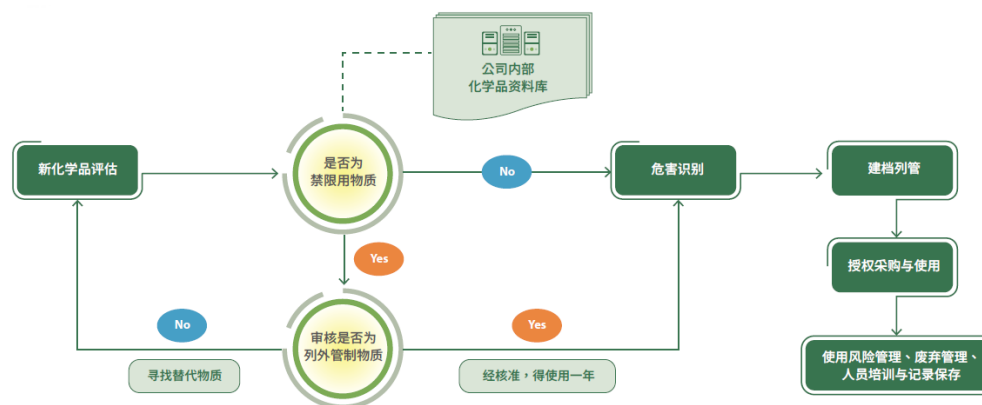 公司内部
化学品资料库
新化学品评估
是否为
禁限用物质
No
危害识别
建档列管
Yes
授权采购与使用
No
审核是否为
列外管制物质
Yes
寻找替代物质
经核准，得使用一年
使用风险管理、废弃管理、
人员培训与记录保存